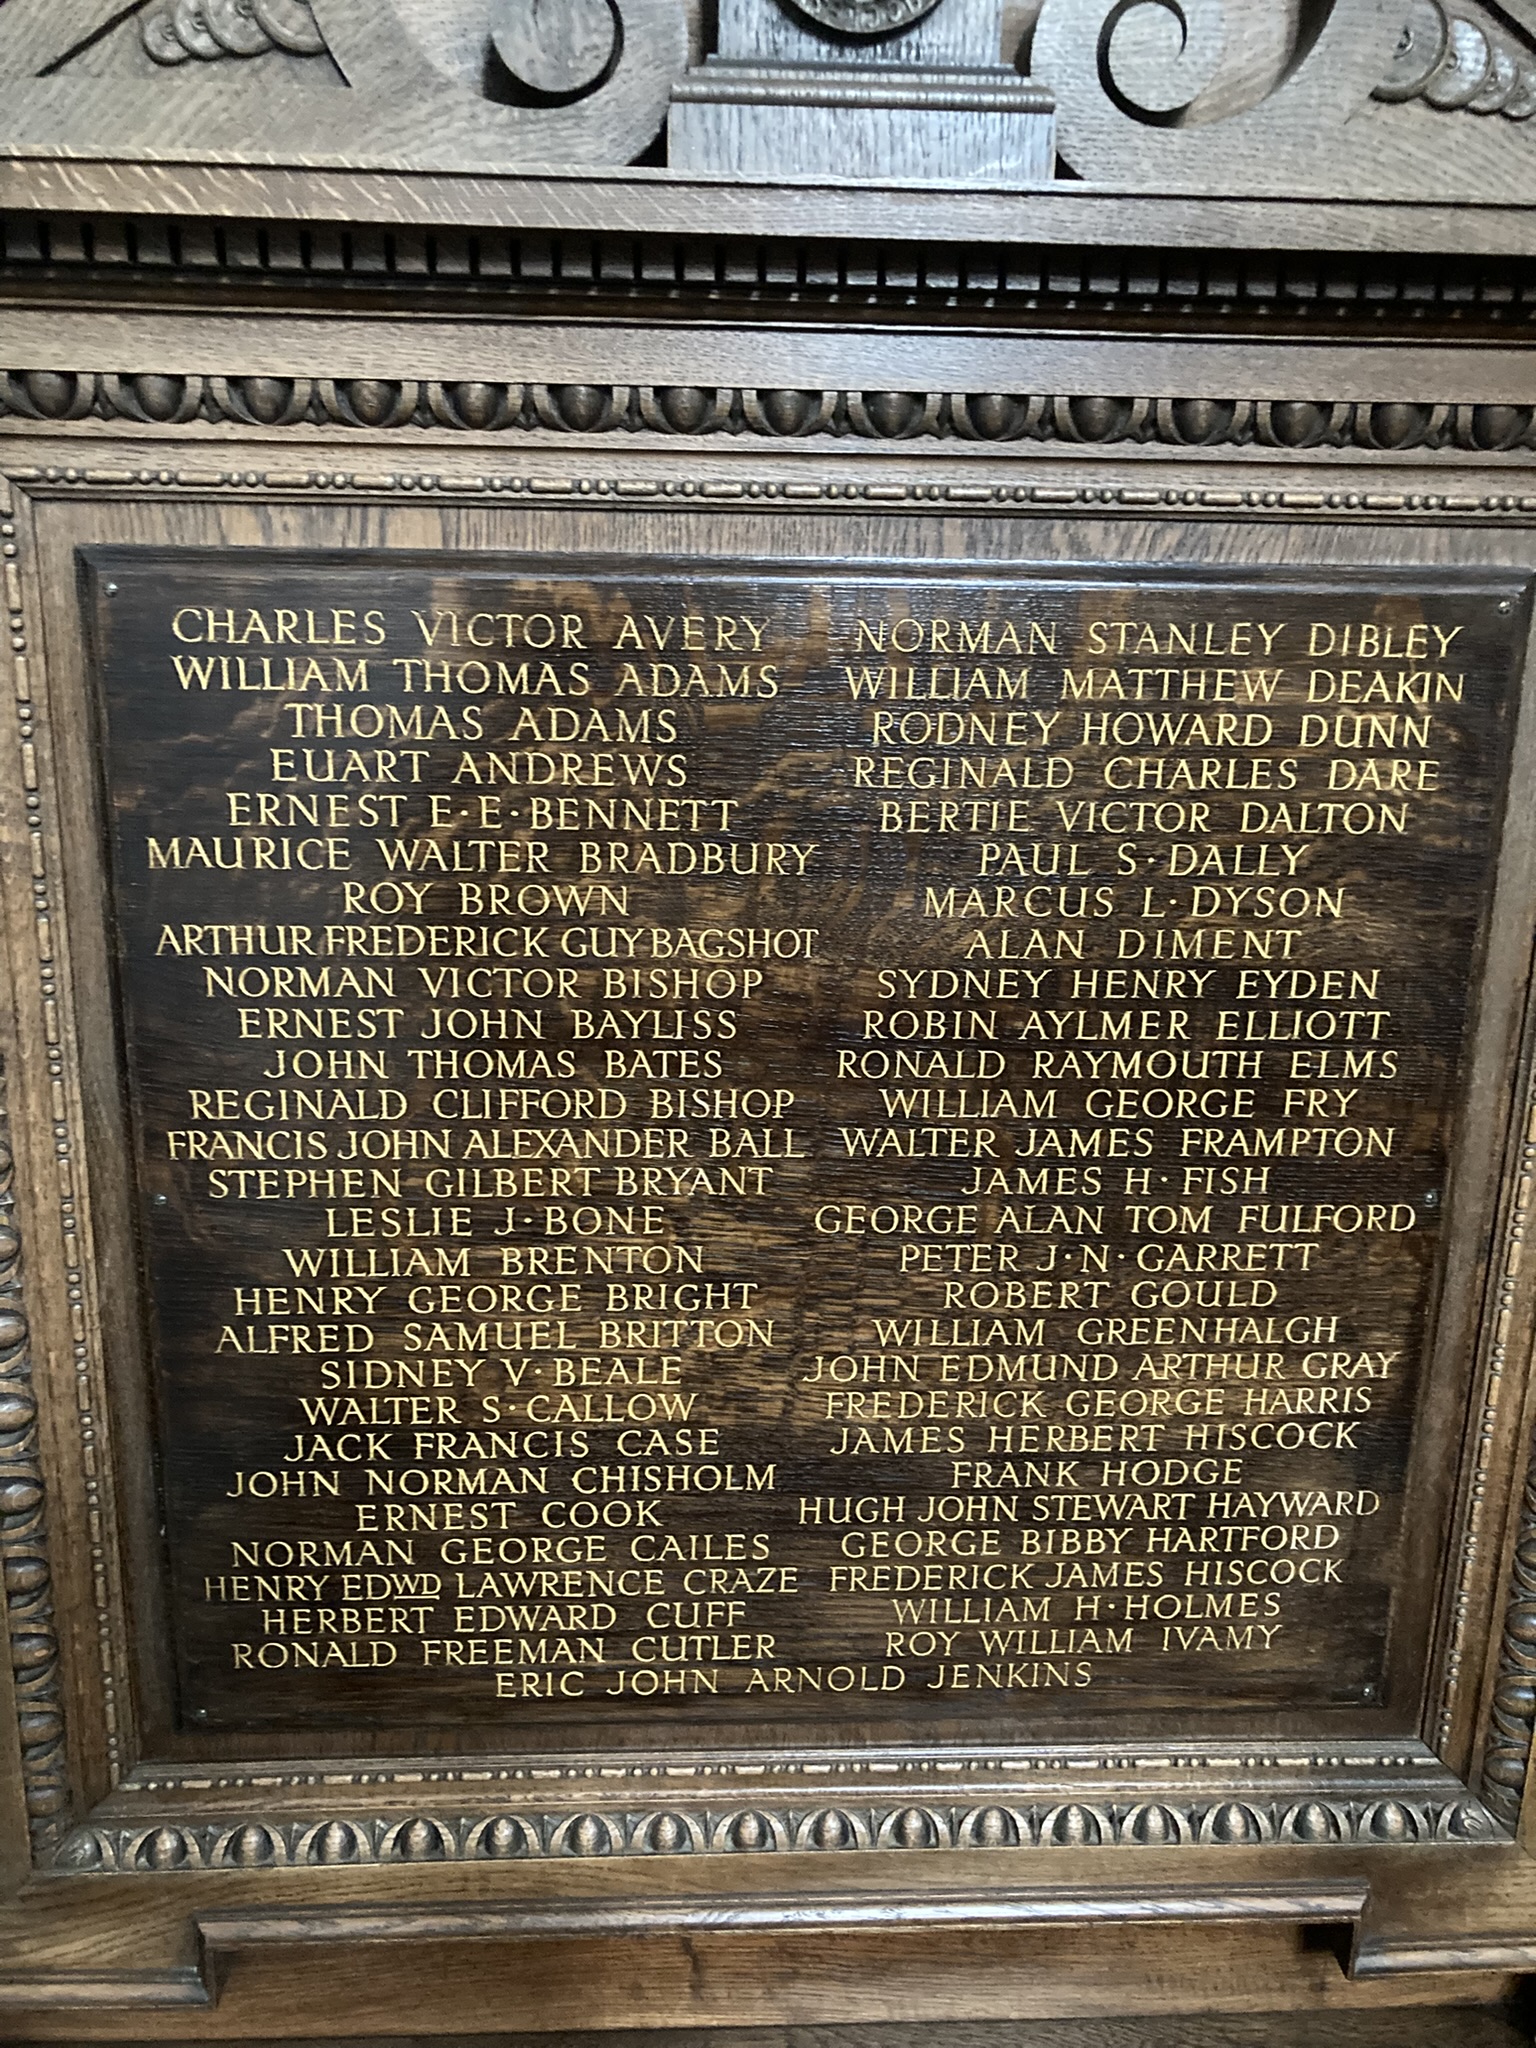 CHARLES VICTOR AVERY
WILLIAM THOMAS ADAMS
THOMAS ADAMS
EUART ANDREWS
ERNEST E·E·BENNETT
MAURICE WALTER BRADBURY
ROY BROWN
ARTHUR FREDERICK GUY BAGSHOT
NORMAN VICTOR BISHOP
ERNEST JOHN BAYLISS
JOHN THOMAS BATES
REGINALD CLIFFORD BISHOP
FRANCIS JOHN ALEXANDER BALL
STEPHEN GILBERT BRYANT
LESLIE J·BONE
WILLIAM BRENTON
HENRY GEORGE BRIGHT
ALFRED SAMUEL BRITTON
SIDNEY V·BEALE
WALTER S·CALLOW
JACK FRANCIS CASE
JOHN NORMAN CHISHOLM
ERNEST COOK
NORMAN GEORGE CAILES
HENRY EDWD LAWRENCE CRAZE
HERBERT EDWARD CUFF
RONALD FREEMAN CUTLER
NORMAN STANLEY DIBLEY
WILLIAM MATTHEW DEAKIN
RODNEY HOWARD DUNN
REGINALD CHARLES DARE
BERTIE VICTOR DALTON
PAUL S·DALLY
MARCUS L·DYSON
ALAN DIMENT
SYDNEY HENRY EYDEN
ROBIN AYLMER ELLIOTT
RONALD RAYMOUTH ELMS
WILLIAM GEORGE FRY
WALTER JAMES FRAMPTON
JAMES H·FISH
GEORGE ALAN TOM FULFORD
PETER J·N·GARRETT
ROBERT GOULD
WILLIAM GREENHALGH
JOHN EDMUND ARTHUR GRAY
FREDERICK GEORGE HARRIS
JAMES HERBERT HISCOCK
FRANK HODGE
HUGH JOHN STEWART HAYWARD
GEORGE BIBBY HARTFORD
FREDERICK JAMES HISCOCK
WILLIAM H·HOLMES
ROY WILLIAM IVAMY
ERIC JOHN ARNOLD JENKINS